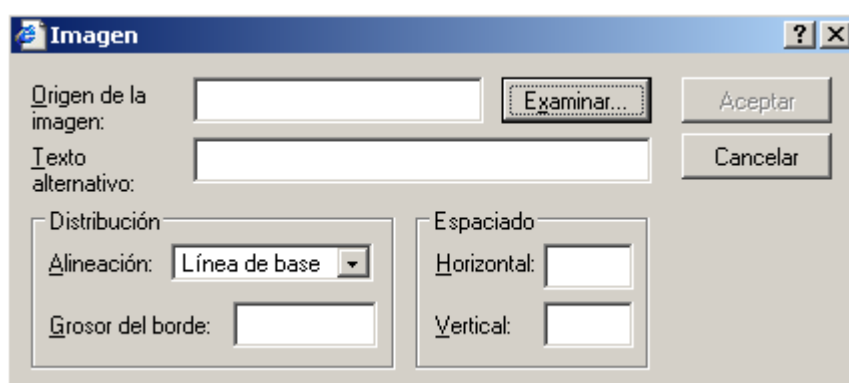 Imagen
Origen de la
imagen:
Examinar...
Aceptar
Texto
alternativo:
Cancelar
Distribución
Alineación: Línea de base
Grosor del borde:
Espaciado
Horizontal:
Vertical: